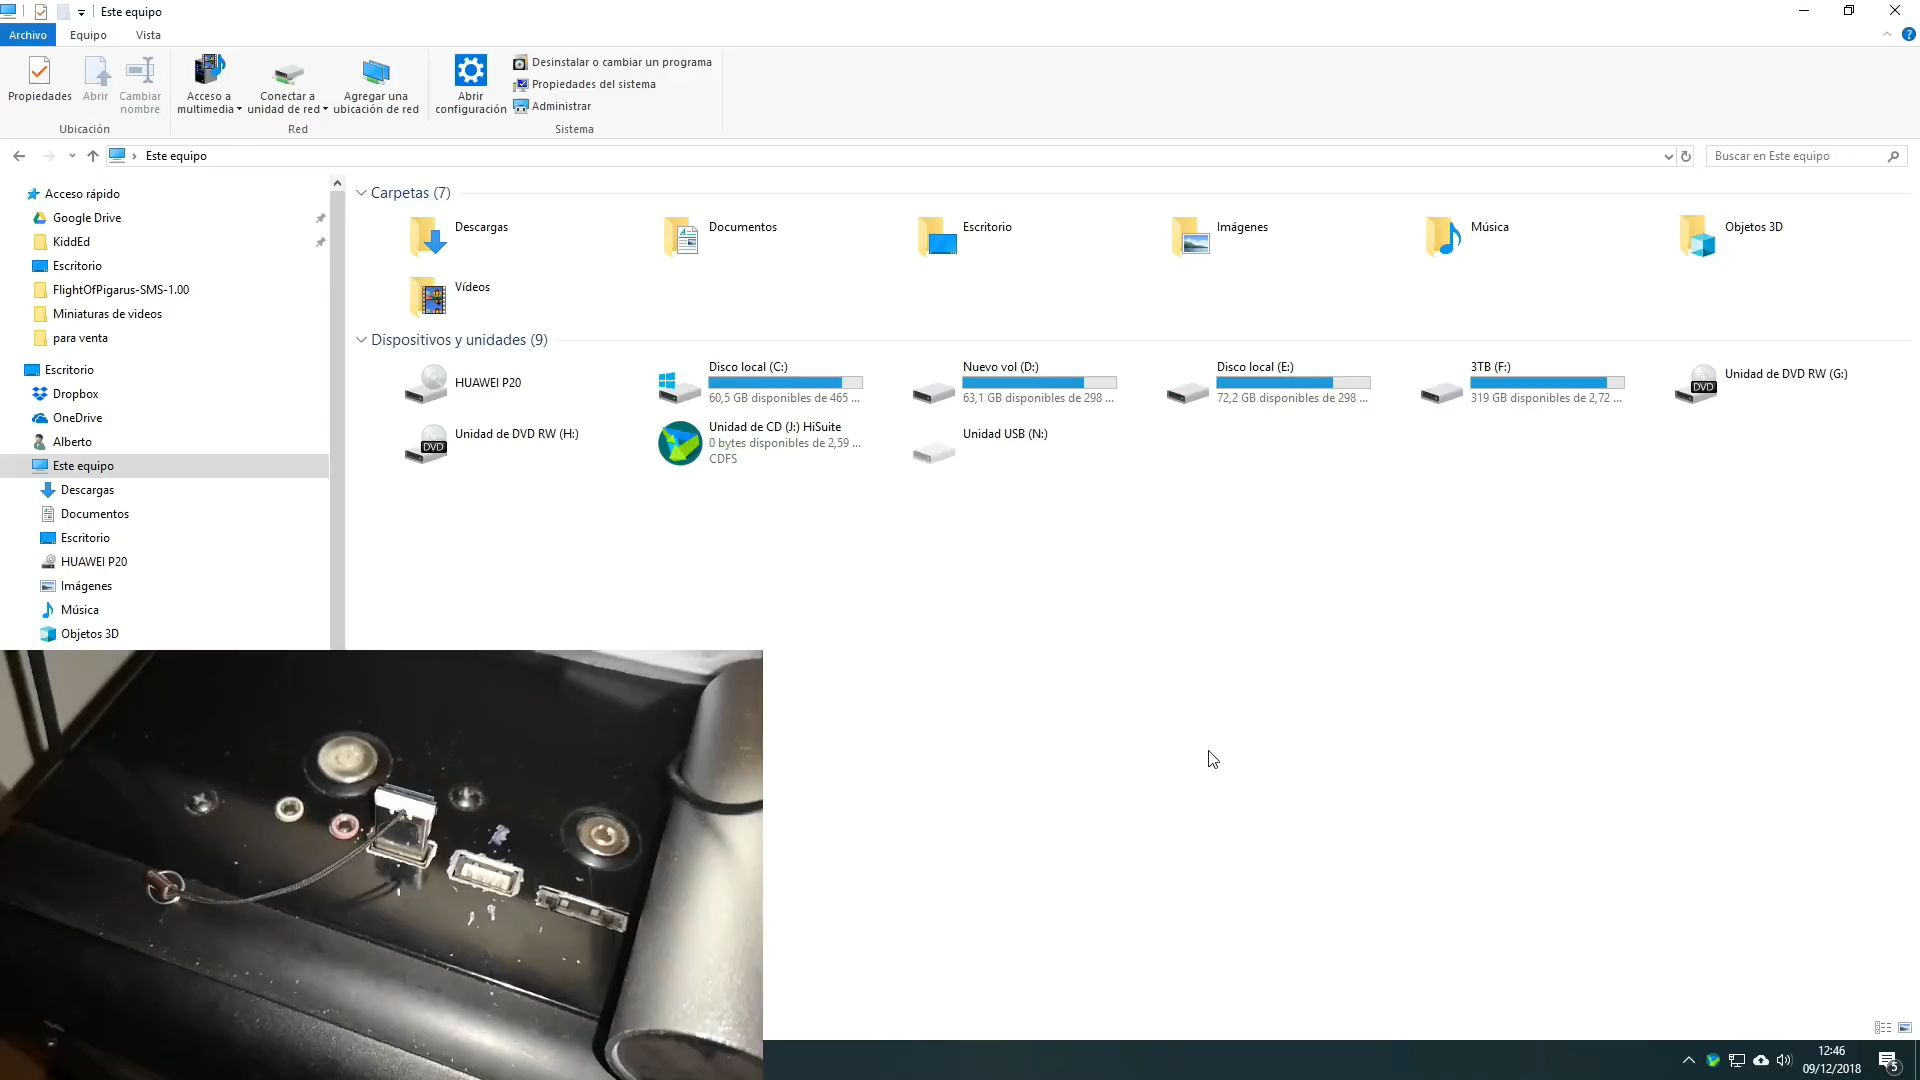 Este equipo
Archivo
Equipo
Vista
Propiedades
Abrir
Cambiar
nombre
Ubicación
Acceso a
multimedia
Conectar a
unidad de red
Agregar una
ubicación de red
Red
Abrir
configuración
Desinstalar o cambiar un programa
Propiedades del sistema
Administrar
Sistema
Este equipo
Buscar en Este equipo
Acceso rápido
Google Drive
KiddEd
Escritorio
FlightOfPigarus-SMS-1.00
Miniaturas de videos
para venta
Escritorio
Dropbox
OneDrive
Alberto
Este equipo
Descargas
Documentos
Escritorio
HUAWEI P20
Imágenes
Música
Objetos 3D
Carpetas (7)
Descargas
Documentos
Escritorio
Imágenes
Música
Objetos 3D
Vídeos
Dispositivos y unidades (9)
HUAWEI P20
Disco local (C:)
60,5 GB disponibles de 465 ...
Nuevo vol (D:)
63,1 GB disponibles de 298 ...
Disco local (E:)
72,2 GB disponibles de 298 ...
3TB (F:)
319 GB disponibles de 2,72 ...
DVD
Unidad de DVD RW (G:)
DVD
Unidad de DVD RW (H:)
Unidad de CD (J:) HiSuite
0 bytes disponibles de 2,59 ...
CDFS
Unidad USB (N:)
12:46
09/12/2018
5